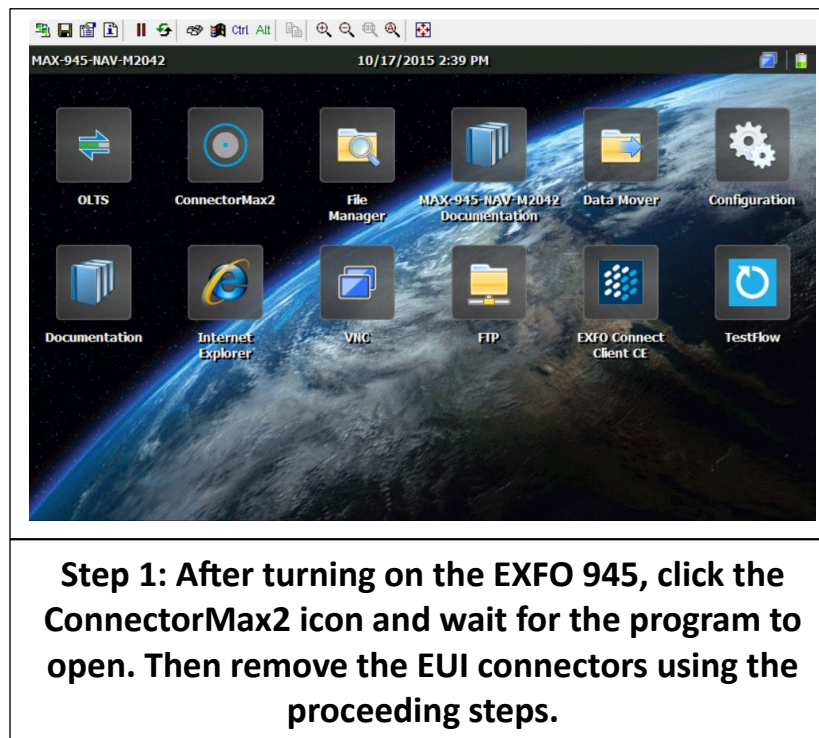 Ctrl Alt
MAX-945-NAV-M2042 10/17/2015 2:39 PM
OLTS
ConnectorMax2
File
Manager
MAX-945-NAV-M2042
Documentation
Data Mover
Configuration
Documentation
Internet
Explorer
VNC
FTP
EXFO Connect
Client CE
TestFlow
Step 1: After turning on the EXFO 945, click the
ConnectorMax2 icon and wait for the program to
open. Then remove the EUI connectors using the
proceeding steps.